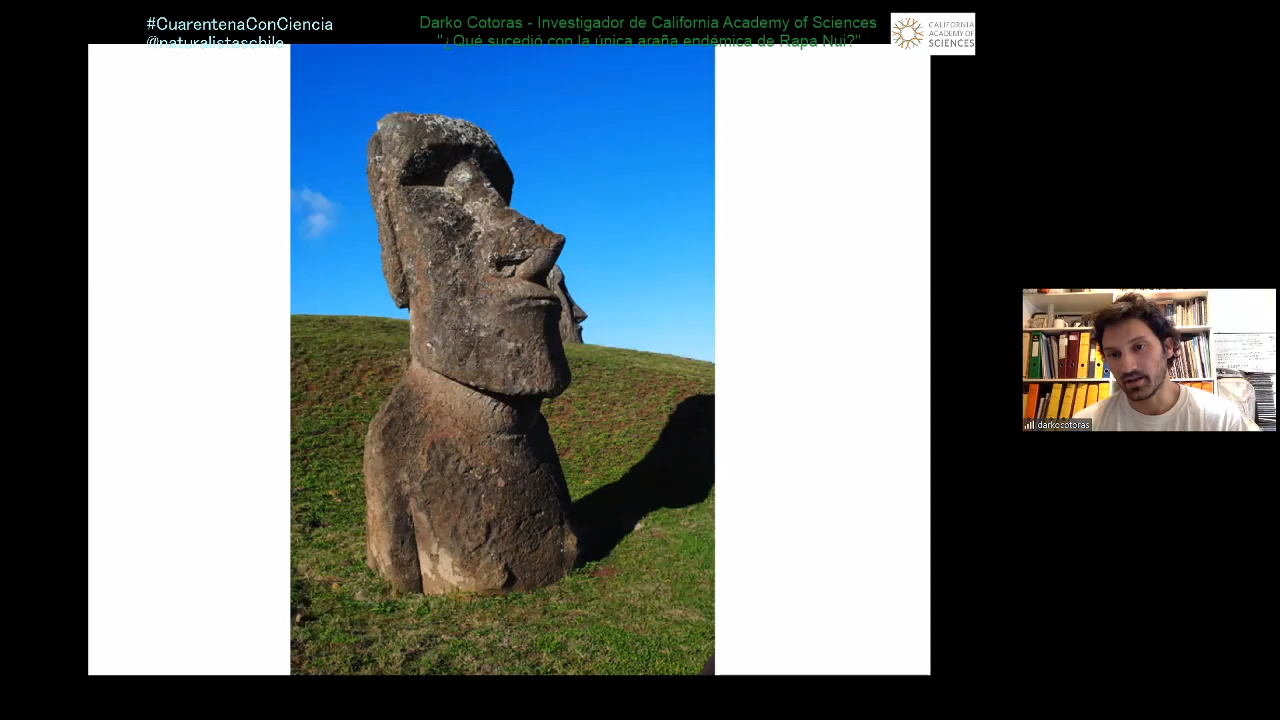 #CuarentenaConCiencia
@naturalistaschile
Darko Cotoras - Investigador de California Academy of Sciences
"¿Qué sucedió con la única araña endémica de Rapa Nui?"
CALIFORNIA
ACADEMY OF
SCIENCES
darkocotoras